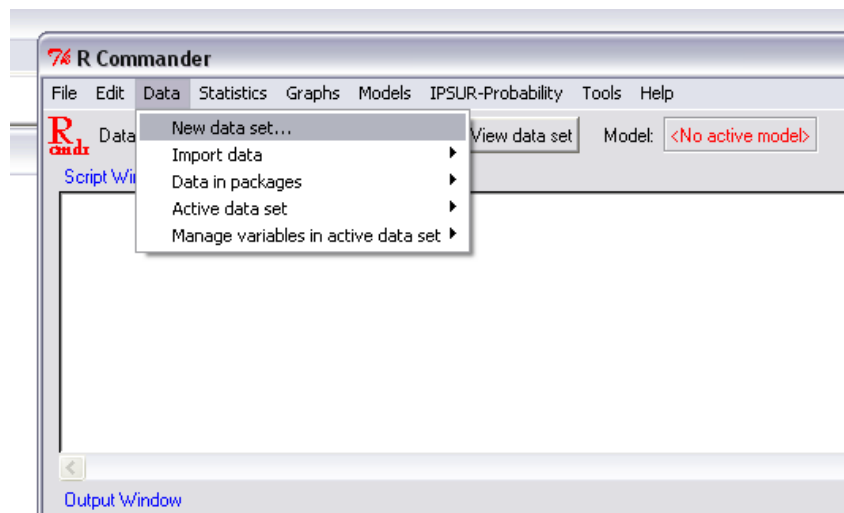 R Commander
File Edit Data Statistics Graphs Models IPSUR-Probability Tools Help
R cmdr Data View data set Model: <No active model>
New data set...
Import data
Data in packages
Active data set
Manage variables in active data set
Script Wi
Output Window